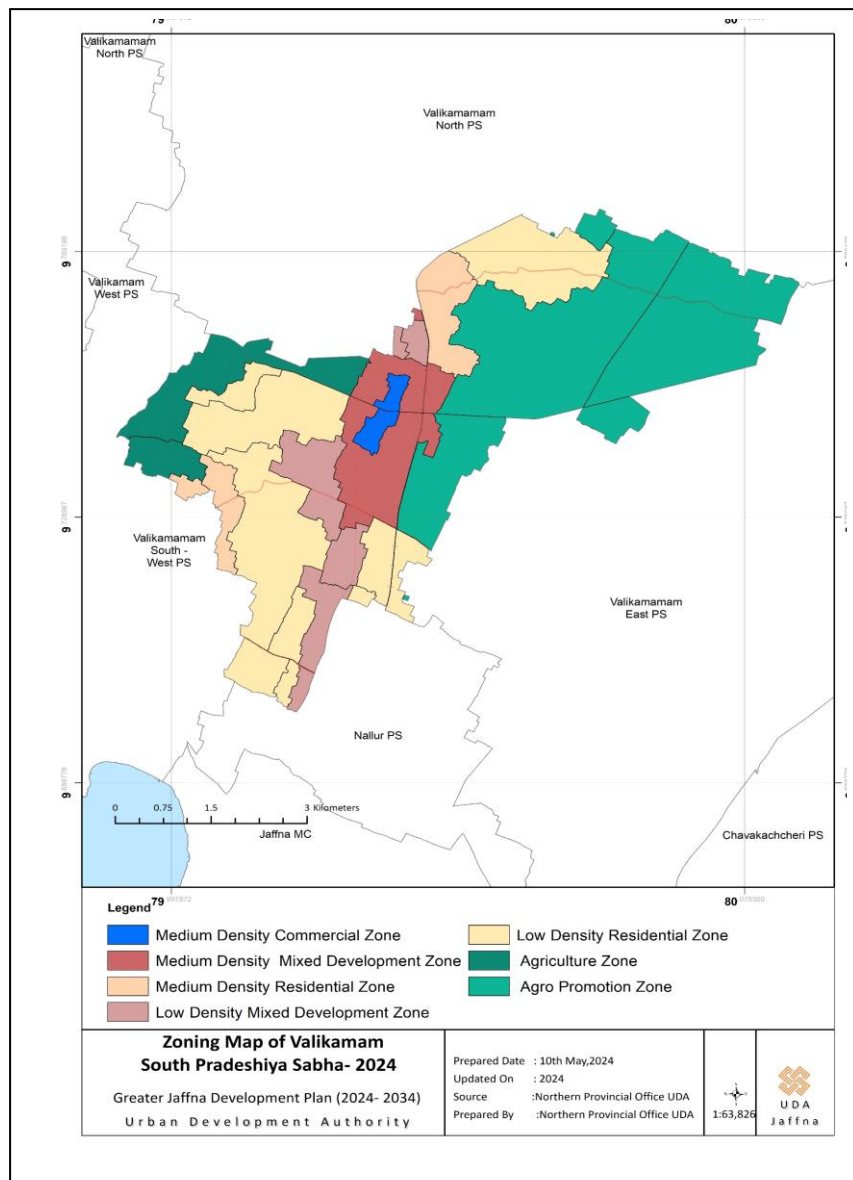 79
80
Valikamamam
North PS
Valikamamam
North PS
Valikamam
West PS
9
9
Valikamamam
South -
West PS
9
9
Valikamamam
East PS
Nallur PS
9
9
0 0.75 1.5 3 Kilometers
Jaffna MC
Chavakachcheri PS
79
80
Legend
Medium Density Commercial Zone
Medium Density Mixed Development Zone
Medium Density Residential Zone
Low Density Mixed Development Zone
Low Density Residential Zone
Agriculture Zone
Agro Promotion Zone
Zoning Map of Valikamam
South Pradeshiya Sabha- 2024
Greater Jaffna Development Plan (2024- 2034)
Urban Development Authority
Prepared Date : 10th May,2024
Updated On : 2024
Source :Northern Provincial Office UDA
Prepared By :Northern Provincial Office UDA
1:63,826
UDA
Jaffna